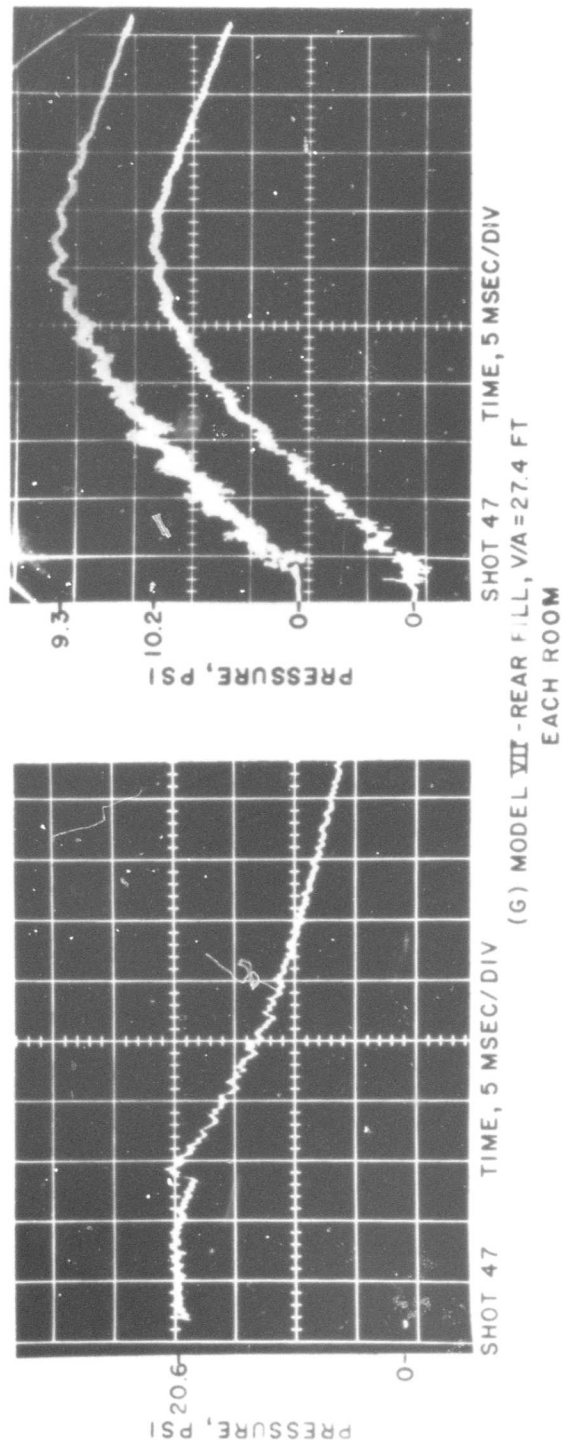 PRESSURE, PSI
20.6
0
SHOT 47 TIME, 5 MSEC/DIV
PRESSURE, PSI
9.3
10.2
0
0
SHOT 47 TIME, 5 MSEC/DIV
(G) MODEL VII - REAR FILL, V/A = 27.4 FT
EACH ROOM